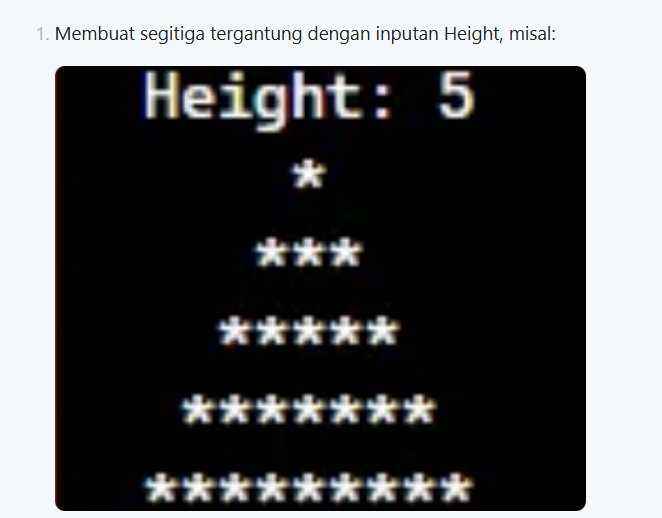 1. Membuat segitiga tergantung dengan inputan Height, misal:
Height: 5
*
***
*****
*******
*********